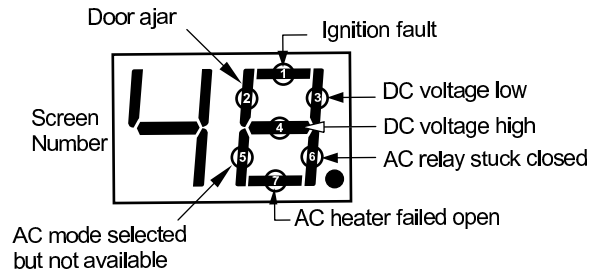 Door ajar
Ignition fault
1
2
3
DC voltage low
Screen
Number
4
DC voltage high
5
6
AC relay stuck closed
7
AC heater failed open
AC mode selected
but not available